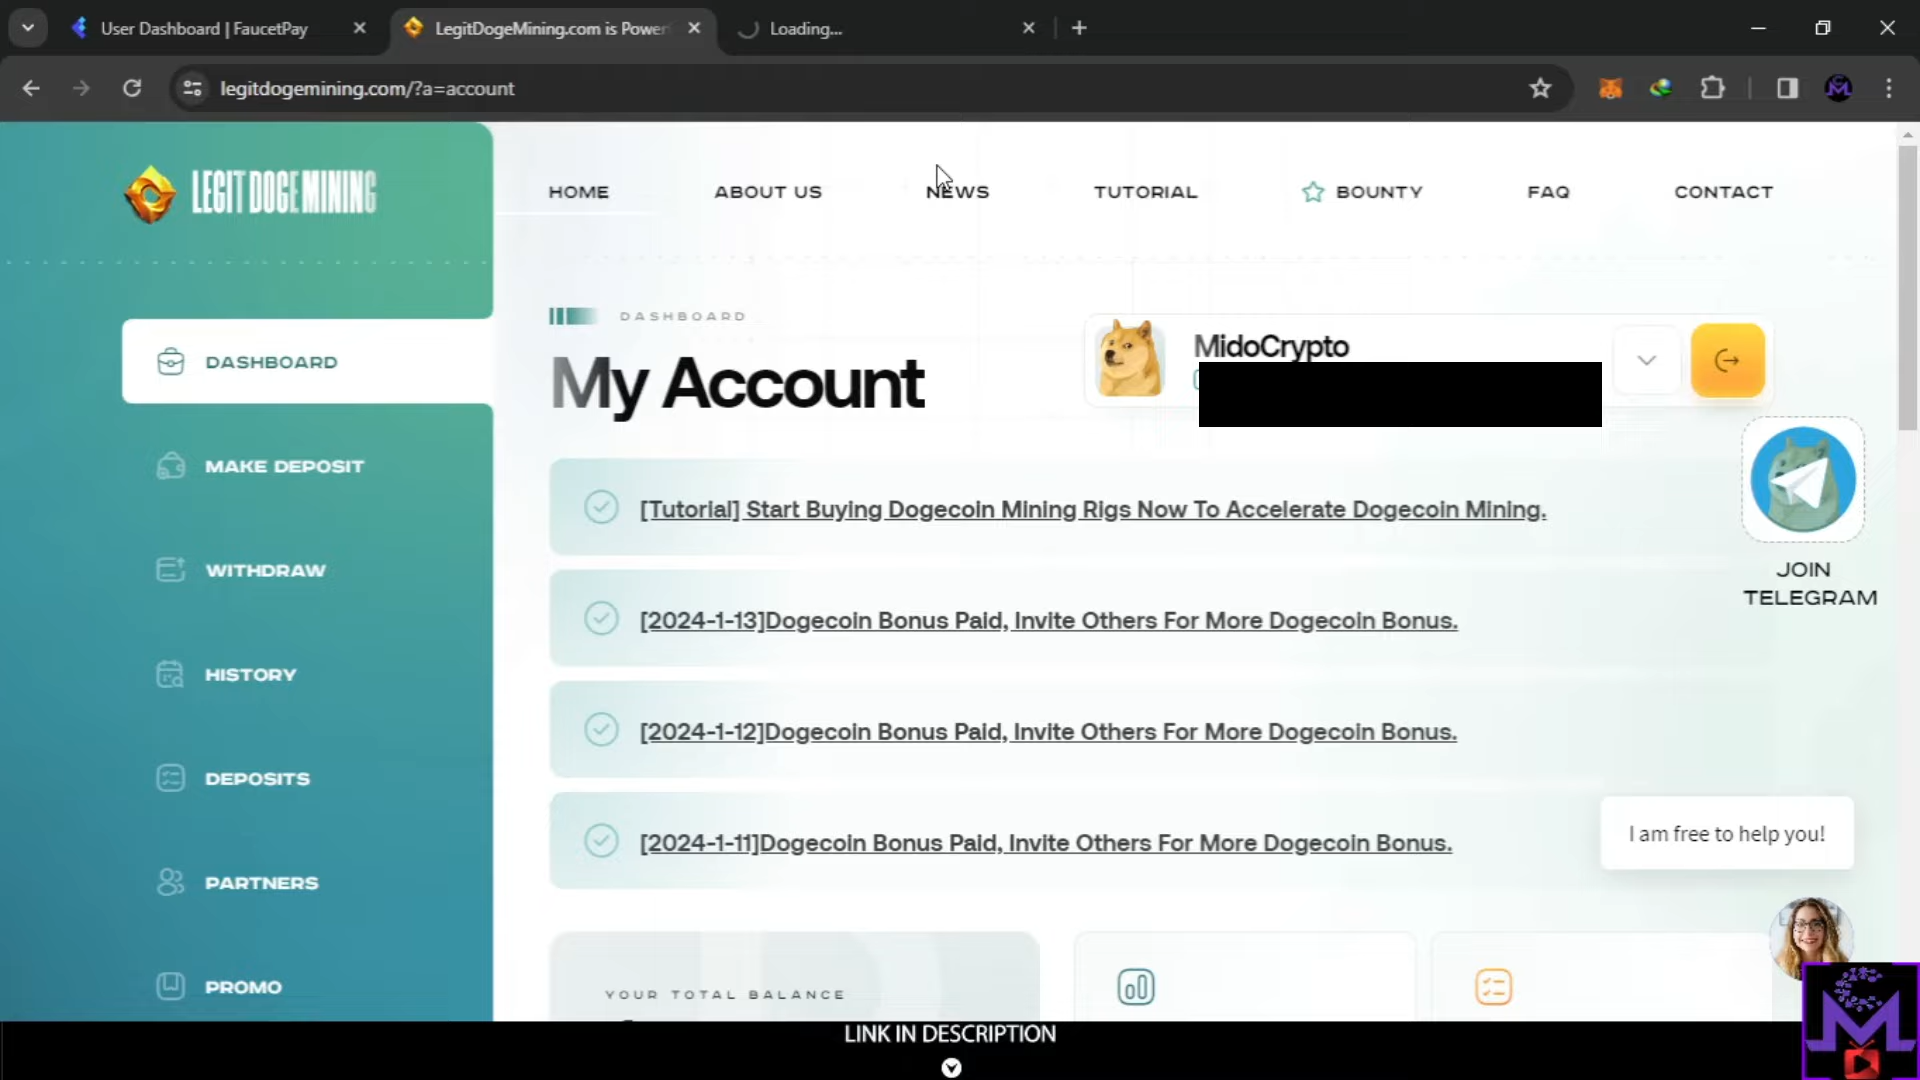 User Dashboard | FaucetPay
LegitDogeMining.com is Power
Loading...
legitdogemining.com/?a=account
LEGIT DOGE MINING
HOME
ABOUT US
NEWS
TUTORIAL
BOUNTY
FAQ
CONTACT
DASHBOARD
My Account
MidoCrypto
DASHBOARD
MAKE DEPOSIT
WITHDRAW
HISTORY
DEPOSITS
PARTNERS
PROMO
[Tutorial] Start Buying Dogecoin Mining Rigs Now To Accelerate Dogecoin Mining.
[2024-1-13]Dogecoin Bonus Paid, Invite Others For More Dogecoin Bonus.
[2024-1-12]Dogecoin Bonus Paid, Invite Others For More Dogecoin Bonus.
[2024-1-11]Dogecoin Bonus Paid, Invite Others For More Dogecoin Bonus.
JOIN
TELEGRAM
I am free to help you!
YOUR TOTAL BALANCE
LINK IN DESCRIPTION